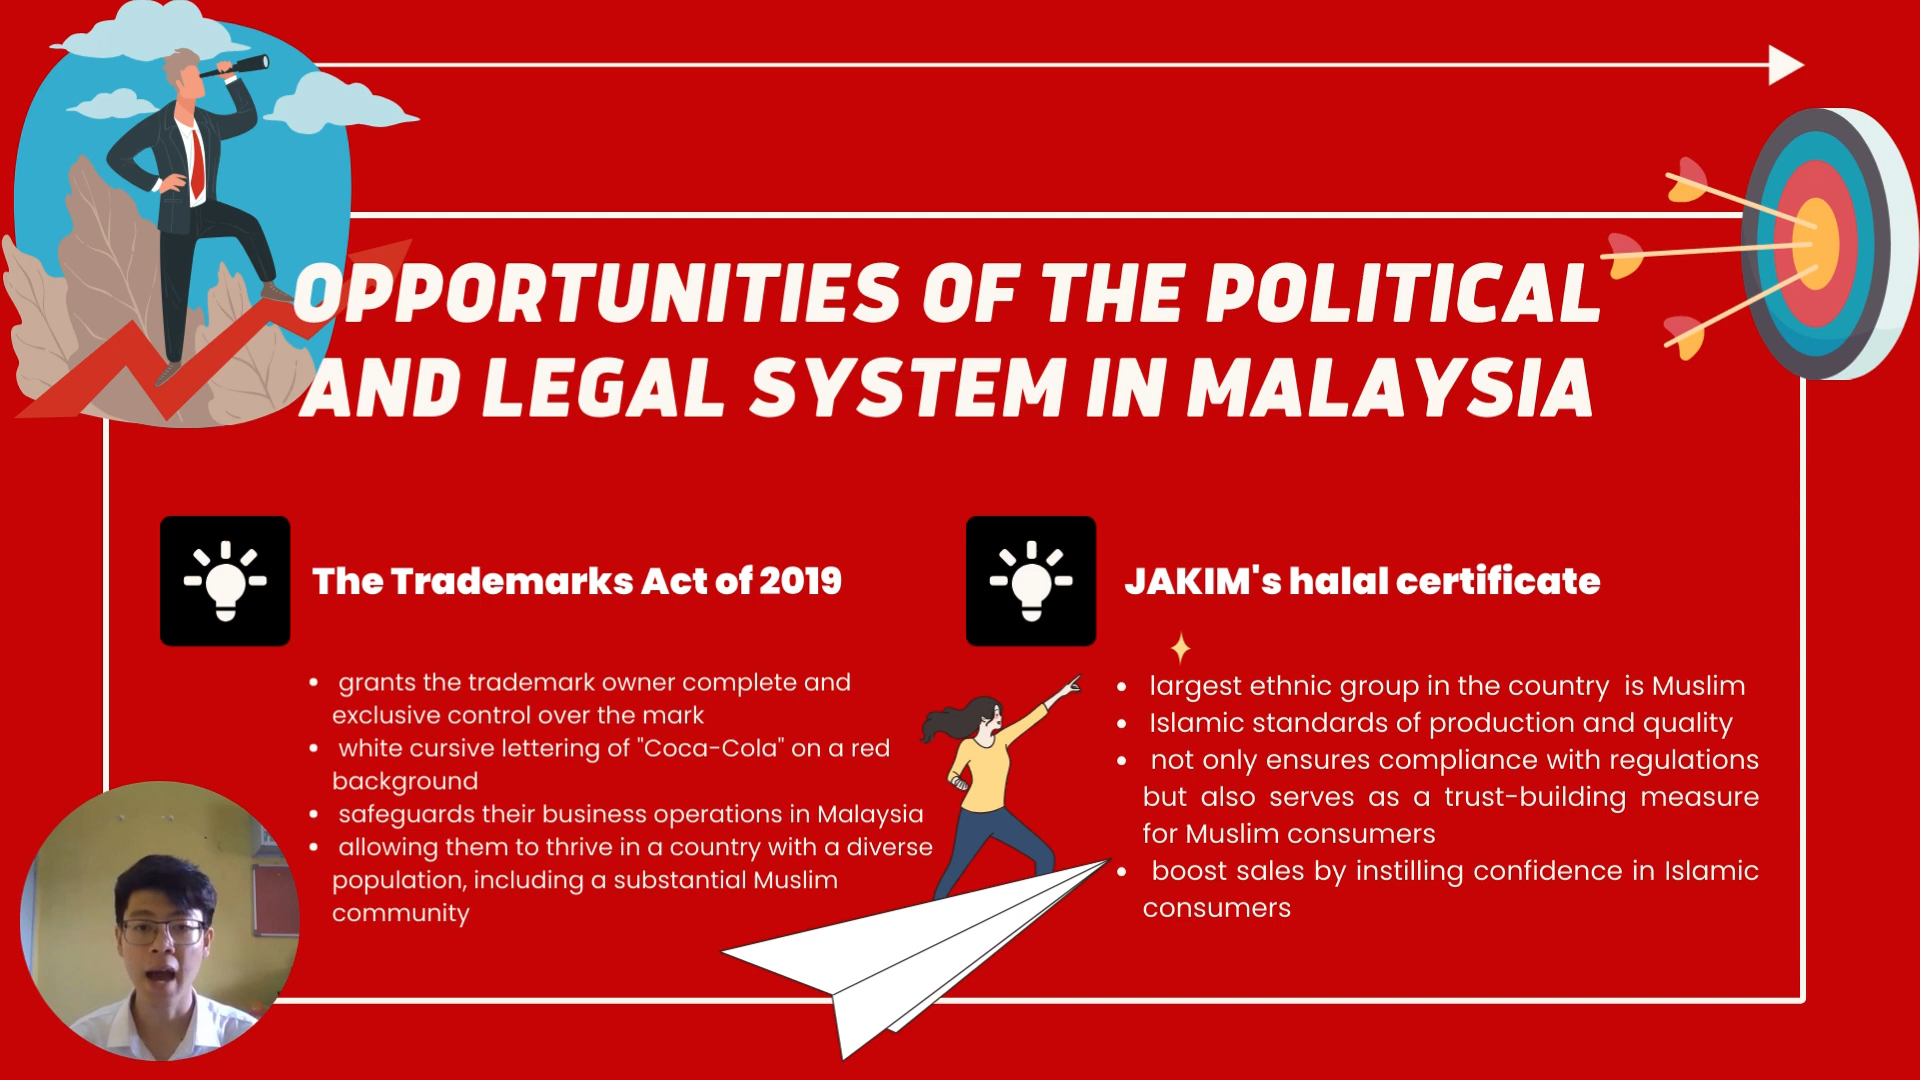 OPPORTUNITIES OF THE POLITICAL
AND LEGAL SYSTEM IN MALAYSIA
The Trademarks Act of 2019
• grants the trademark owner complete and
exclusive control over the mark
• white cursive lettering of "Coca-Cola" on a red
background
• safeguards their business operations in Malaysia
• allowing them to thrive in a country with a diverse
population, including a substantial Muslim
community
JAKIM's halal certificate
• largest ethnic group in the country is Muslim
• Islamic standards of production and quality
• not only ensures compliance with regulations
but also serves as a trust-building measure
for Muslim consumers
• boost sales by instilling confidence in Islamic
consumers